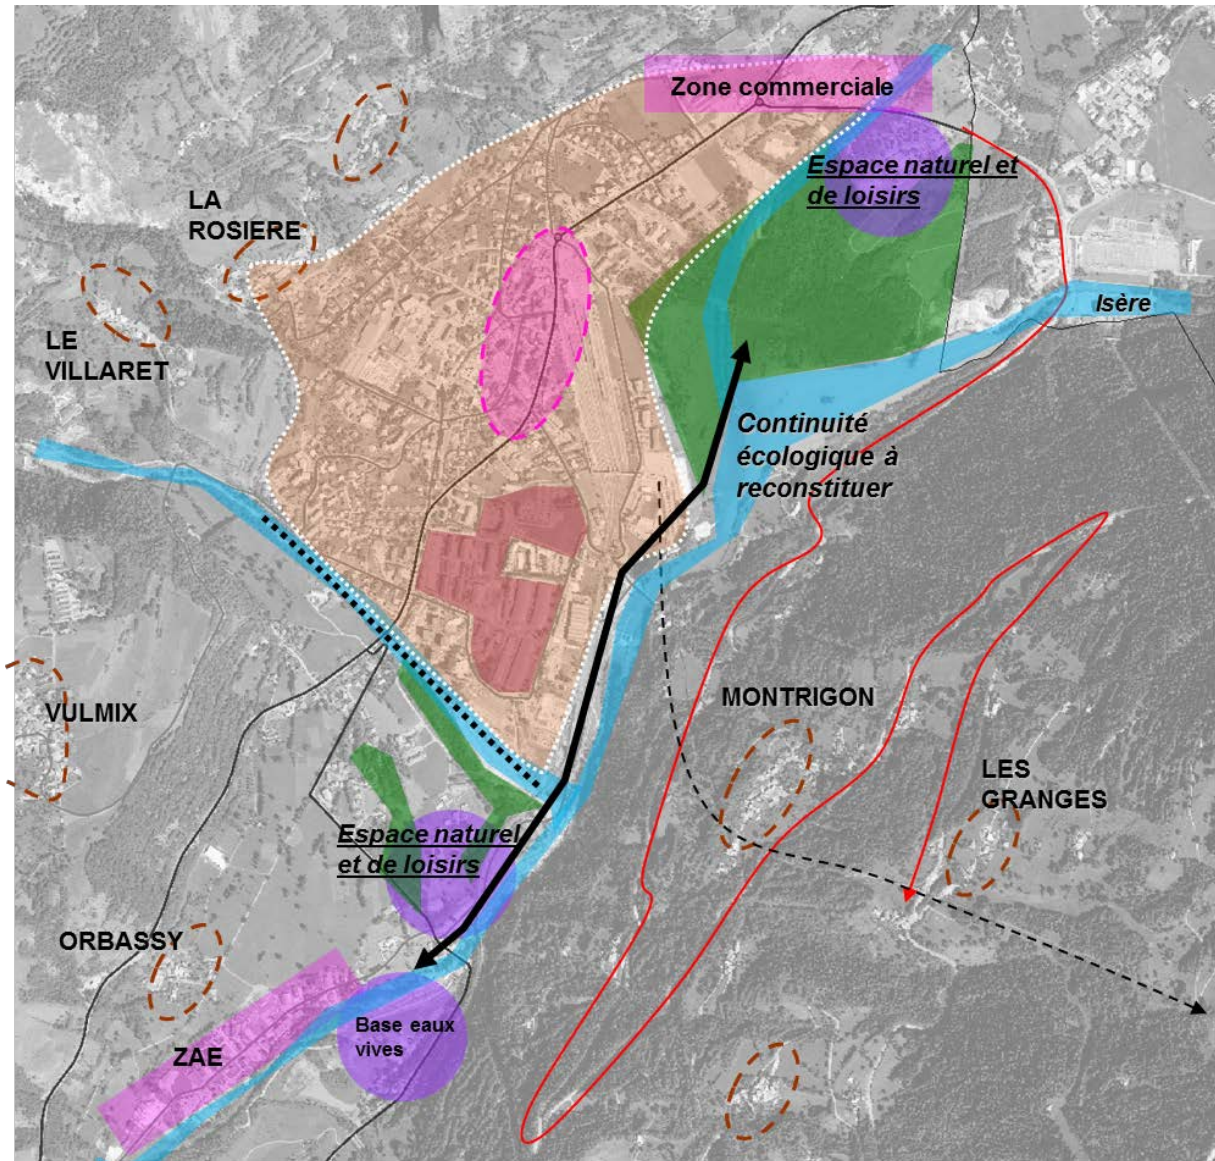 Zone commerciale
Espace naturel et
de loisirs
LA
ROSIERE
Isère
LE
VILLARET
Continuité
écologique à
reconstituer
MONTRIGON
VULMIX
LES
GRANGES
Espace naturel
et de loisirs
ORBASSY
Base eaux
vives
ZAE